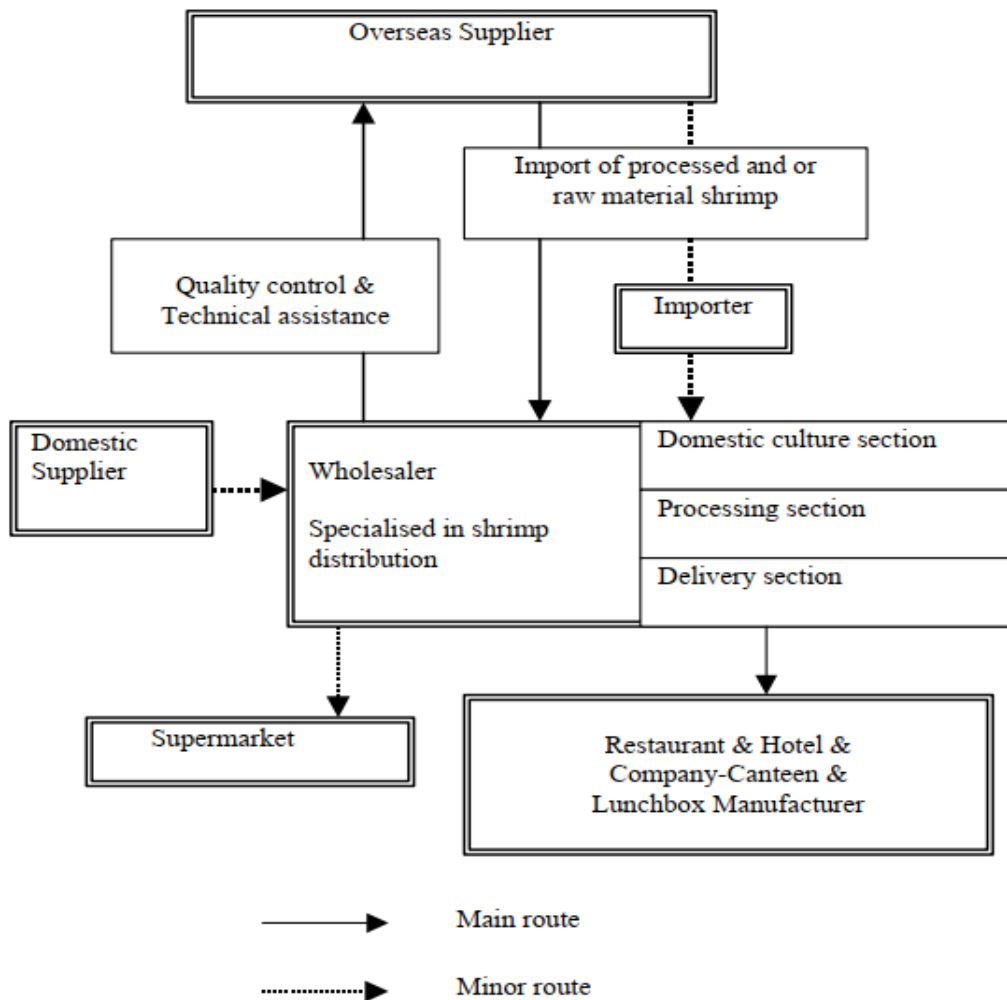 Overseas Supplier
Import of processed and or
raw material shrimp
Quality control &
Technical assistance
Importer
Domestic
Supplier
Wholesaler
Specialised in shrimp
distribution
Domestic culture section
Processing section
Delivery section
Supermarket
Restaurant & Hotel &
Company-Canteen &
Lunchbox Manufacturer
Main route
Minor route